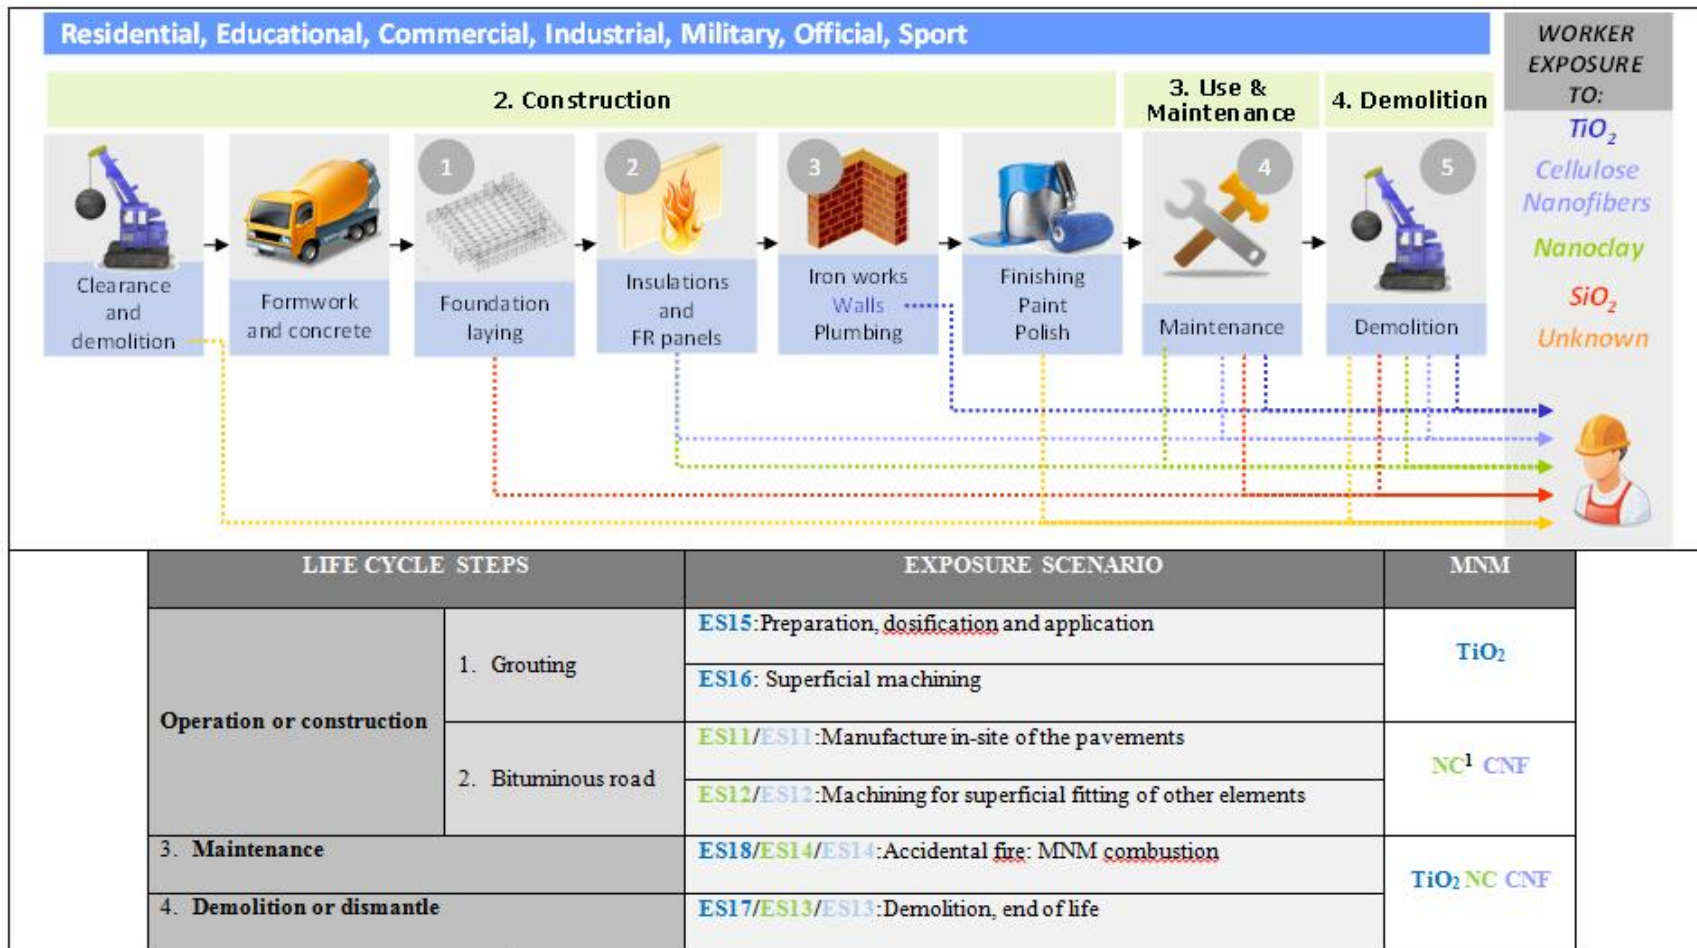 Residential, Educational, Commercial, Industrial, Military, Official, Sport
WORKER
EXPOSURE
TO:
2. Construction
3. Use &
Maintenance
4. Demolition
TiO₂
Cellulose
Nanofibers
Nanoclay
SiO₂
Unknown
1
2
3
4
5
Clearance
and
demolition
Formwork
and concrete
Foundation
laying
Insulations
and
FR panels
Iron works
Walls
Plumbing
Finishing
Paint
Polish
Maintenance
Demolition
LIFE CYCLE STEPS
EXPOSURE SCENARIO
MNM
Operation or construction
1. Grouting
ES15:Preparation, dosification and application
ES16: Superficial machining
TiO₂
2. Bituminous road
ES11/ES11:Manufacture in-site of the pavements
ES12/ES12:Machining for superficial fitting of other elements
NC¹ CNF
3. Maintenance
ES18/ES14/ES14:Accidental fire: MNM combustion
4. Demolition or dismantle
ES17/ES13/ES13:Demolition, end of life
TiO₂ NC CNF